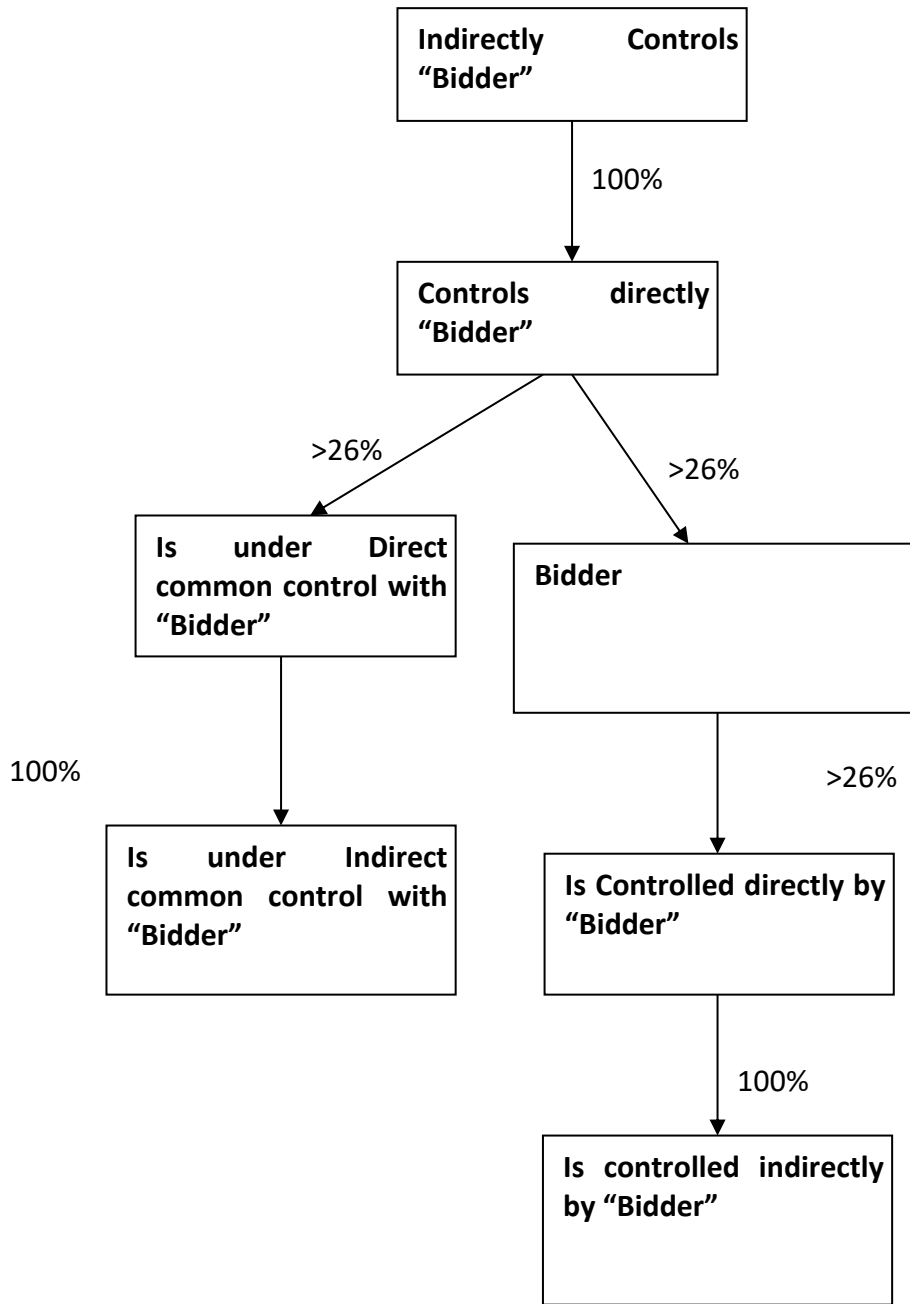 Indirectly Controls
“Bidder”
100%
Controls directly
“Bidder”
>26%
>26%
Is under Direct
common control with
“Bidder”
Bidder
100%
>26%
Is under Indirect
common control with
“Bidder”
Is Controlled directly by
“Bidder”
100%
Is controlled indirectly
by “Bidder”